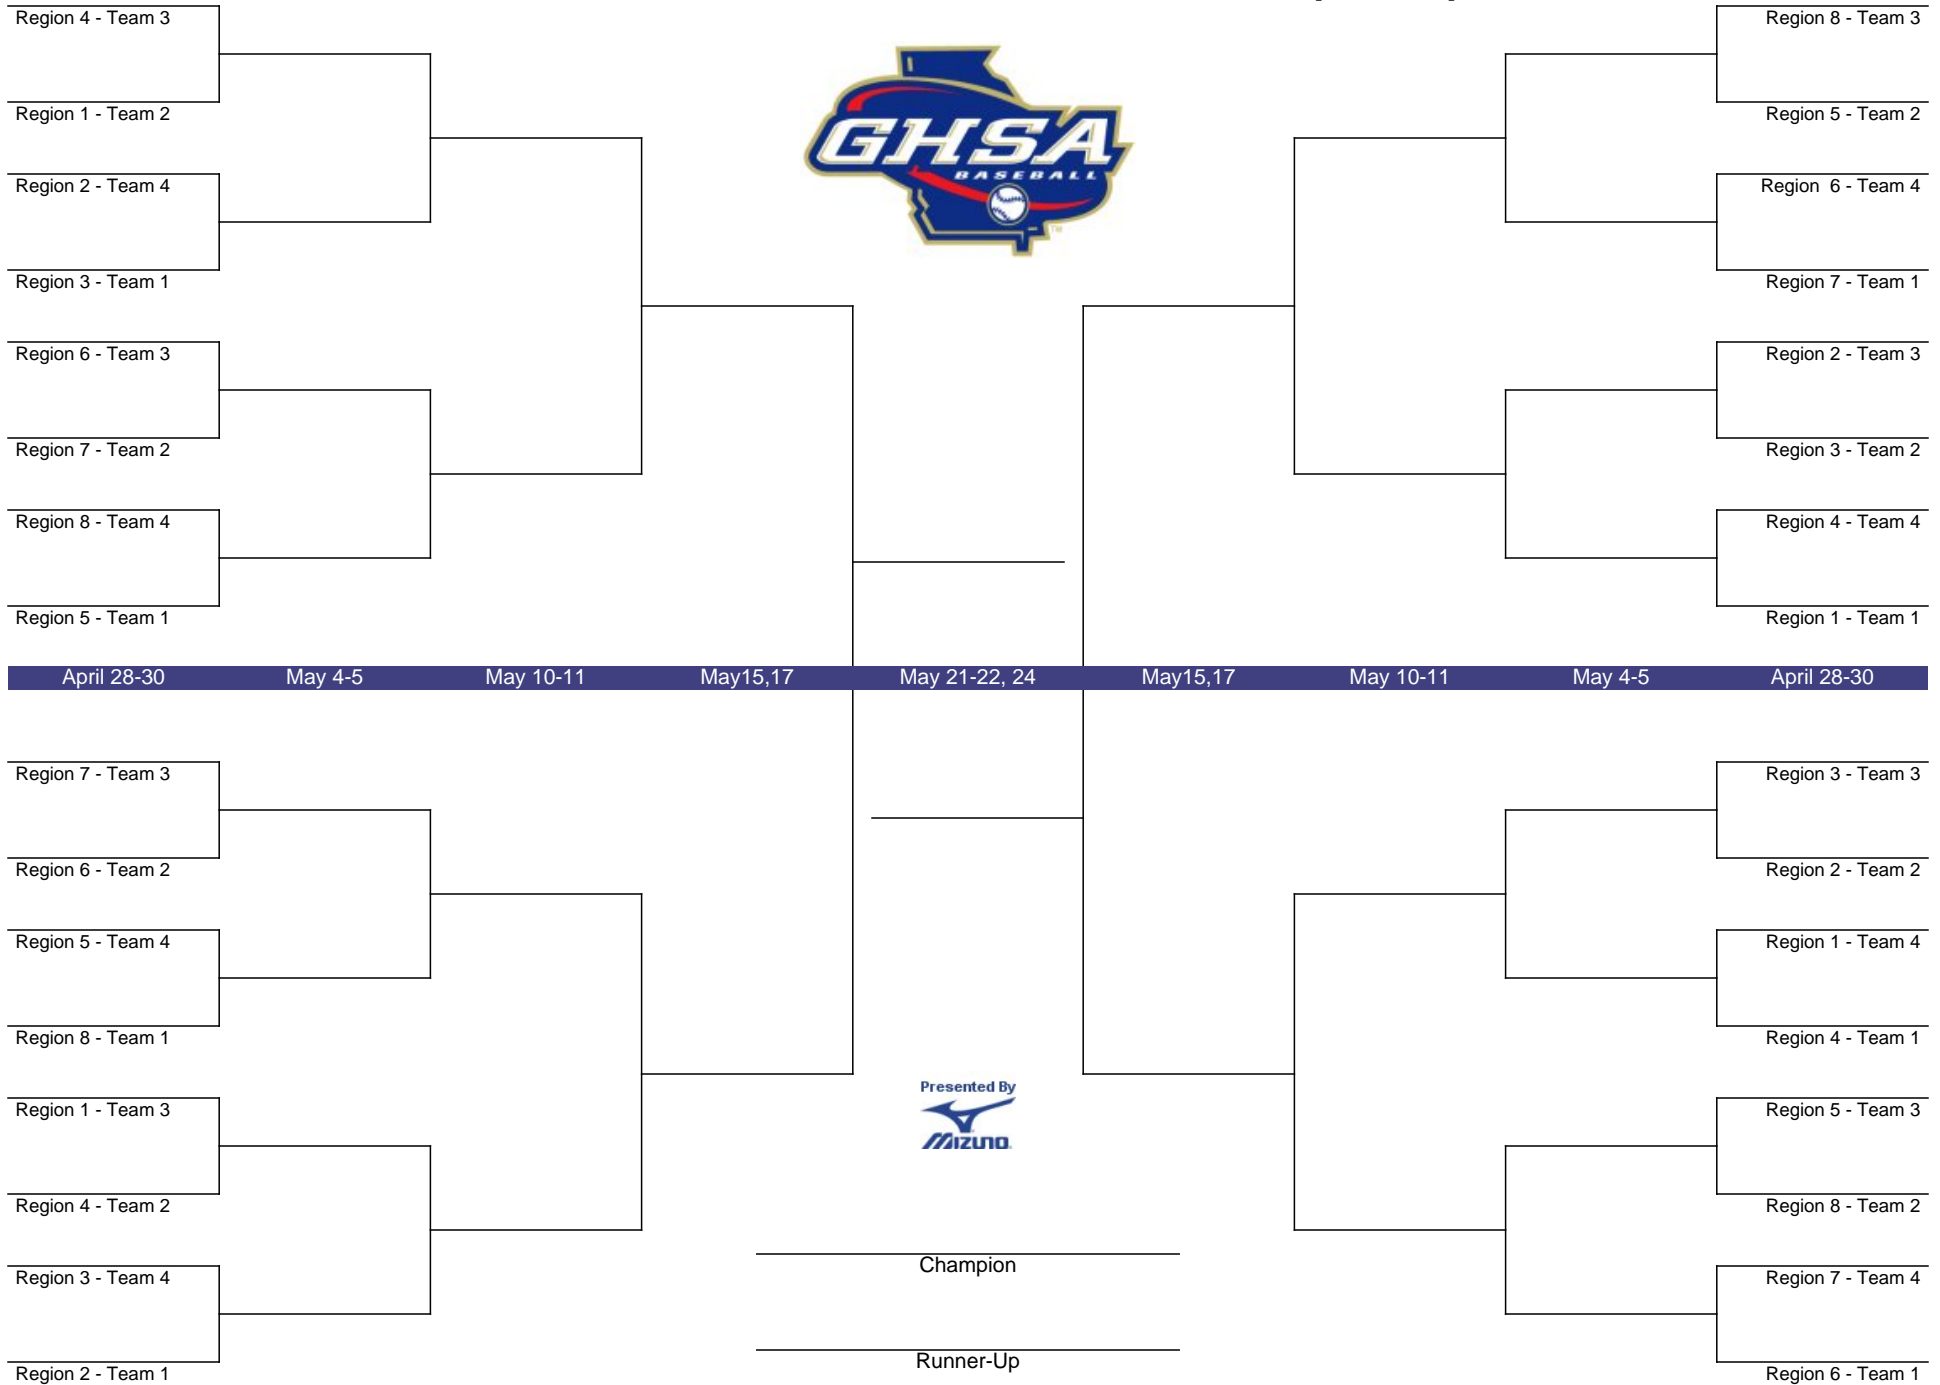 Region 4 - Team 3
Region 8 - Team 3
GHSA
BASEBALL
TM
Region 1 - Team 2
Region 5 - Team 2
Region 2 - Team 4
Region  6 - Team 4
Region 3 - Team 1
Region 7 - Team 1
Region 6 - Team 3
Region 2 - Team 3
Region 7 - Team 2
Region 3 - Team 2
Region 8 - Team 4
Region 4 - Team 4
Region 5 - Team 1
Region 1 - Team 1
April 28-30 May 4-5 May 10-11 May15,17 May 21-22, 24 May15,17 May 10-11 May 4-5 April 28-30
Region 7 - Team 3
Region 3 - Team 3
Region 6 - Team 2
Region 2 - Team 2
Region 5 - Team 4
Region 1 - Team 4
Region 8 - Team 1
Region 4 - Team 1
Presented By
MIZUNO
Region 1 - Team 3
Region 5 - Team 3
Region 4 - Team 2
Region 8 - Team 2
Champion
Region 3 - Team 4
Region 7 - Team 4
Runner-Up
Region 2 - Team 1
Region 6 - Team 1